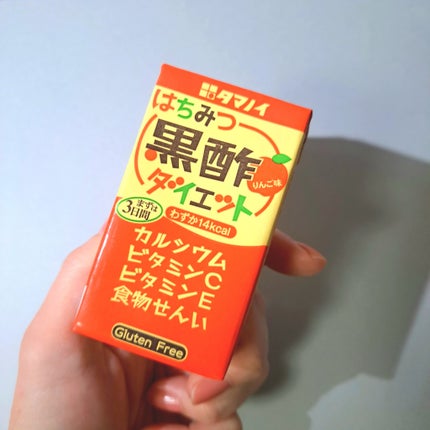 タマノイ
はちみつ
黒酢
りんご味
ダイエット
まずは
3日間
わずか14kcal
カルシウム
ビタミンC
ビタミンE
食物せんい
Gluten Free